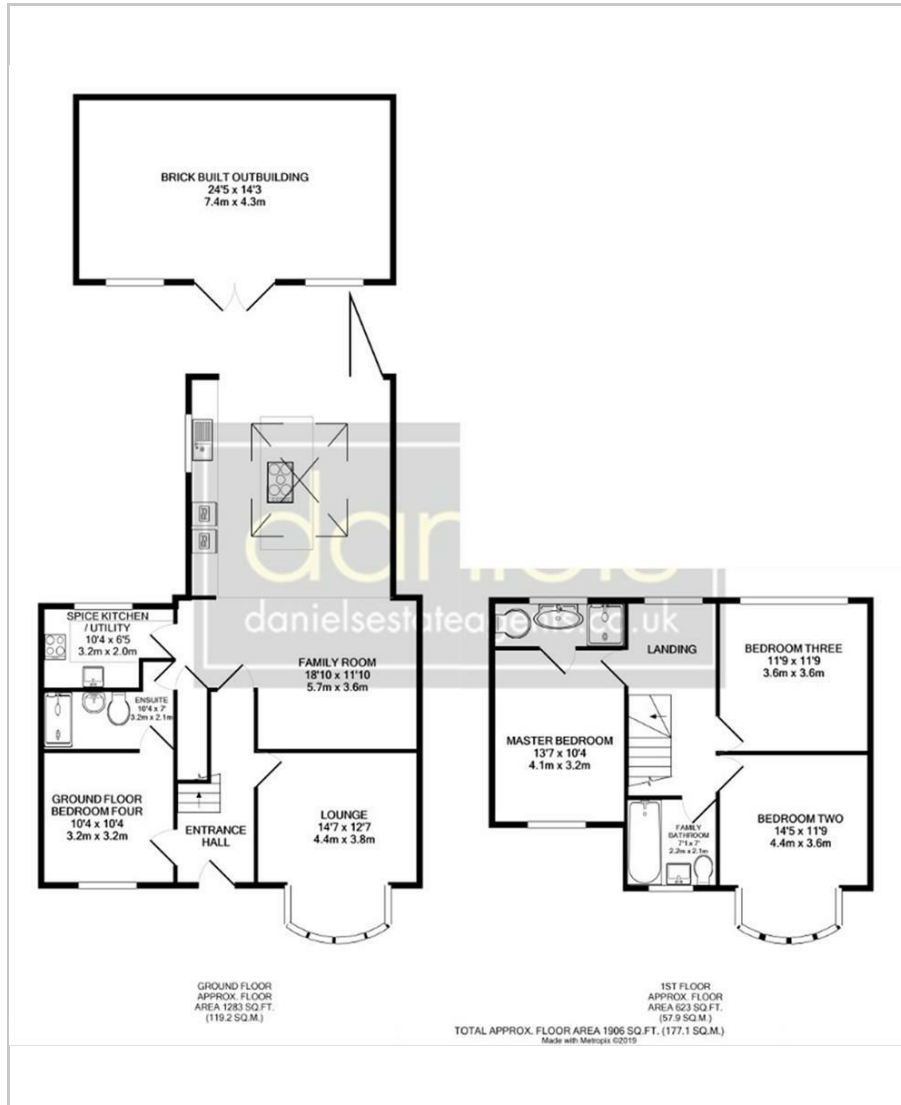 BRICK BUILT OUTBUILDING
24'5 x 14'3
7.4m x 4.3m
daniels
danielsestateagents.co.uk
SPICE KITCHEN
/ UTILITY
10'4 x 6'5
3.2m x 2.0m
FAMILY ROOM
18'10 x 11'10
5.7m x 3.6m
ENSUITE
10'4 x 7'
3.2m x 2.1m
GROUND FLOOR
BEDROOM FOUR
10'4 x 10'4
3.2m x 3.2m
ENTRANCE
HALL
LOUNGE
14'7 x 12'7
4.4m x 3.8m
LANDING
BEDROOM THREE
11'9 x 11'9
3.6m x 3.6m
MASTER BEDROOM
13'7 x 10'4
4.1m x 3.2m
FAMILY
BATHROOM
7'1 x 7'
2.2m x 2.1m
BEDROOM TWO
14'5 x 11'9
4.4m x 3.6m
GROUND FLOOR
APPROX. FLOOR
AREA 1283 SQ.FT.
(119.2 SQ.M.)
1ST FLOOR
APPROX. FLOOR
AREA 623 SQ.FT.
(57.9 SQ.M.)
TOTAL APPROX. FLOOR AREA 1906 SQ.FT. (177.1 SQ.M.)
Made with Metropix ©2019